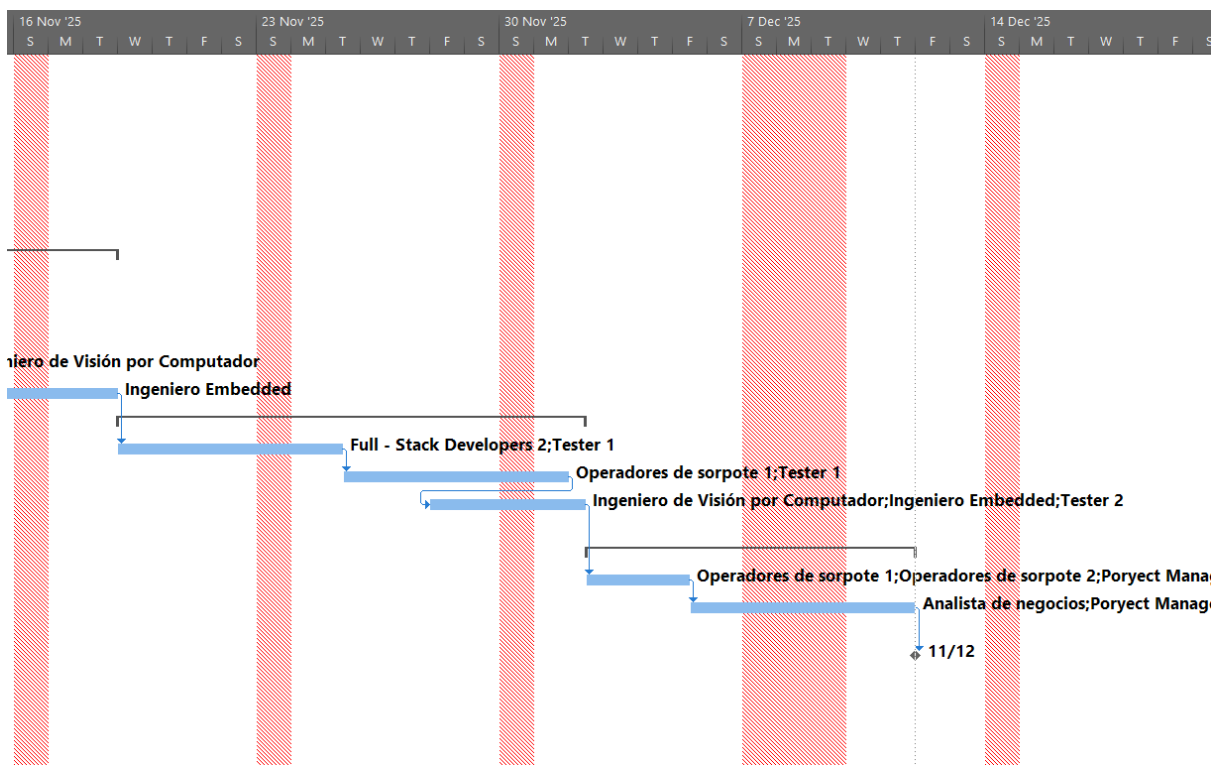 16 Nov '25 23 Nov '25 30 Nov '25 7 Dec '25 14 Dec '25
S M T W T F S S M T W T F S S M T W T F S S M T W T F S S M T W T F S
niero de Visión por Computador
Ingeniero Embedded
Full - Stack Developers 2;Tester 1
Operadores de sorpote 1;Tester 1
Ingeniero de Visión por Computador;Ingeniero Embedded;Tester 2
Operadores de sorpote 1;Operadores de sorpote 2;Poryect Mana
Analista de negocios;Poryect Manag
11/12